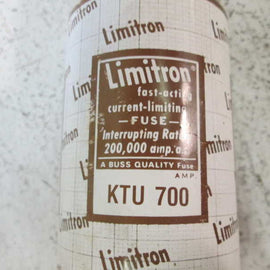 Limitron
Limitron
Limitron®
fast-acting
current-limiting
—FUSE—
Interrupting Rating
200,000 amp. a.c.
A BUSS QUALITY Fuse
AMP.
KTU 700
Limitron
Limitron